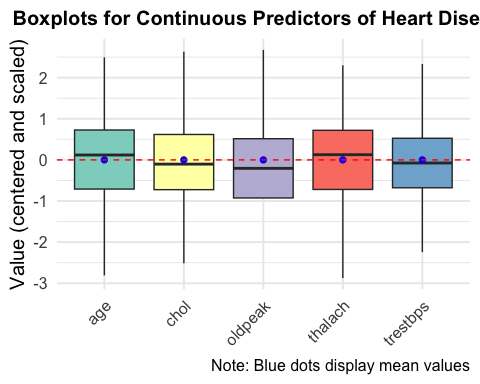 Boxplots for Continuous Predictors of Heart Dise
Value (centered and scaled)
2
1
0
-1
-2
-3
age
chol
oldpeak
thalach
trestbps
Note: Blue dots display mean values